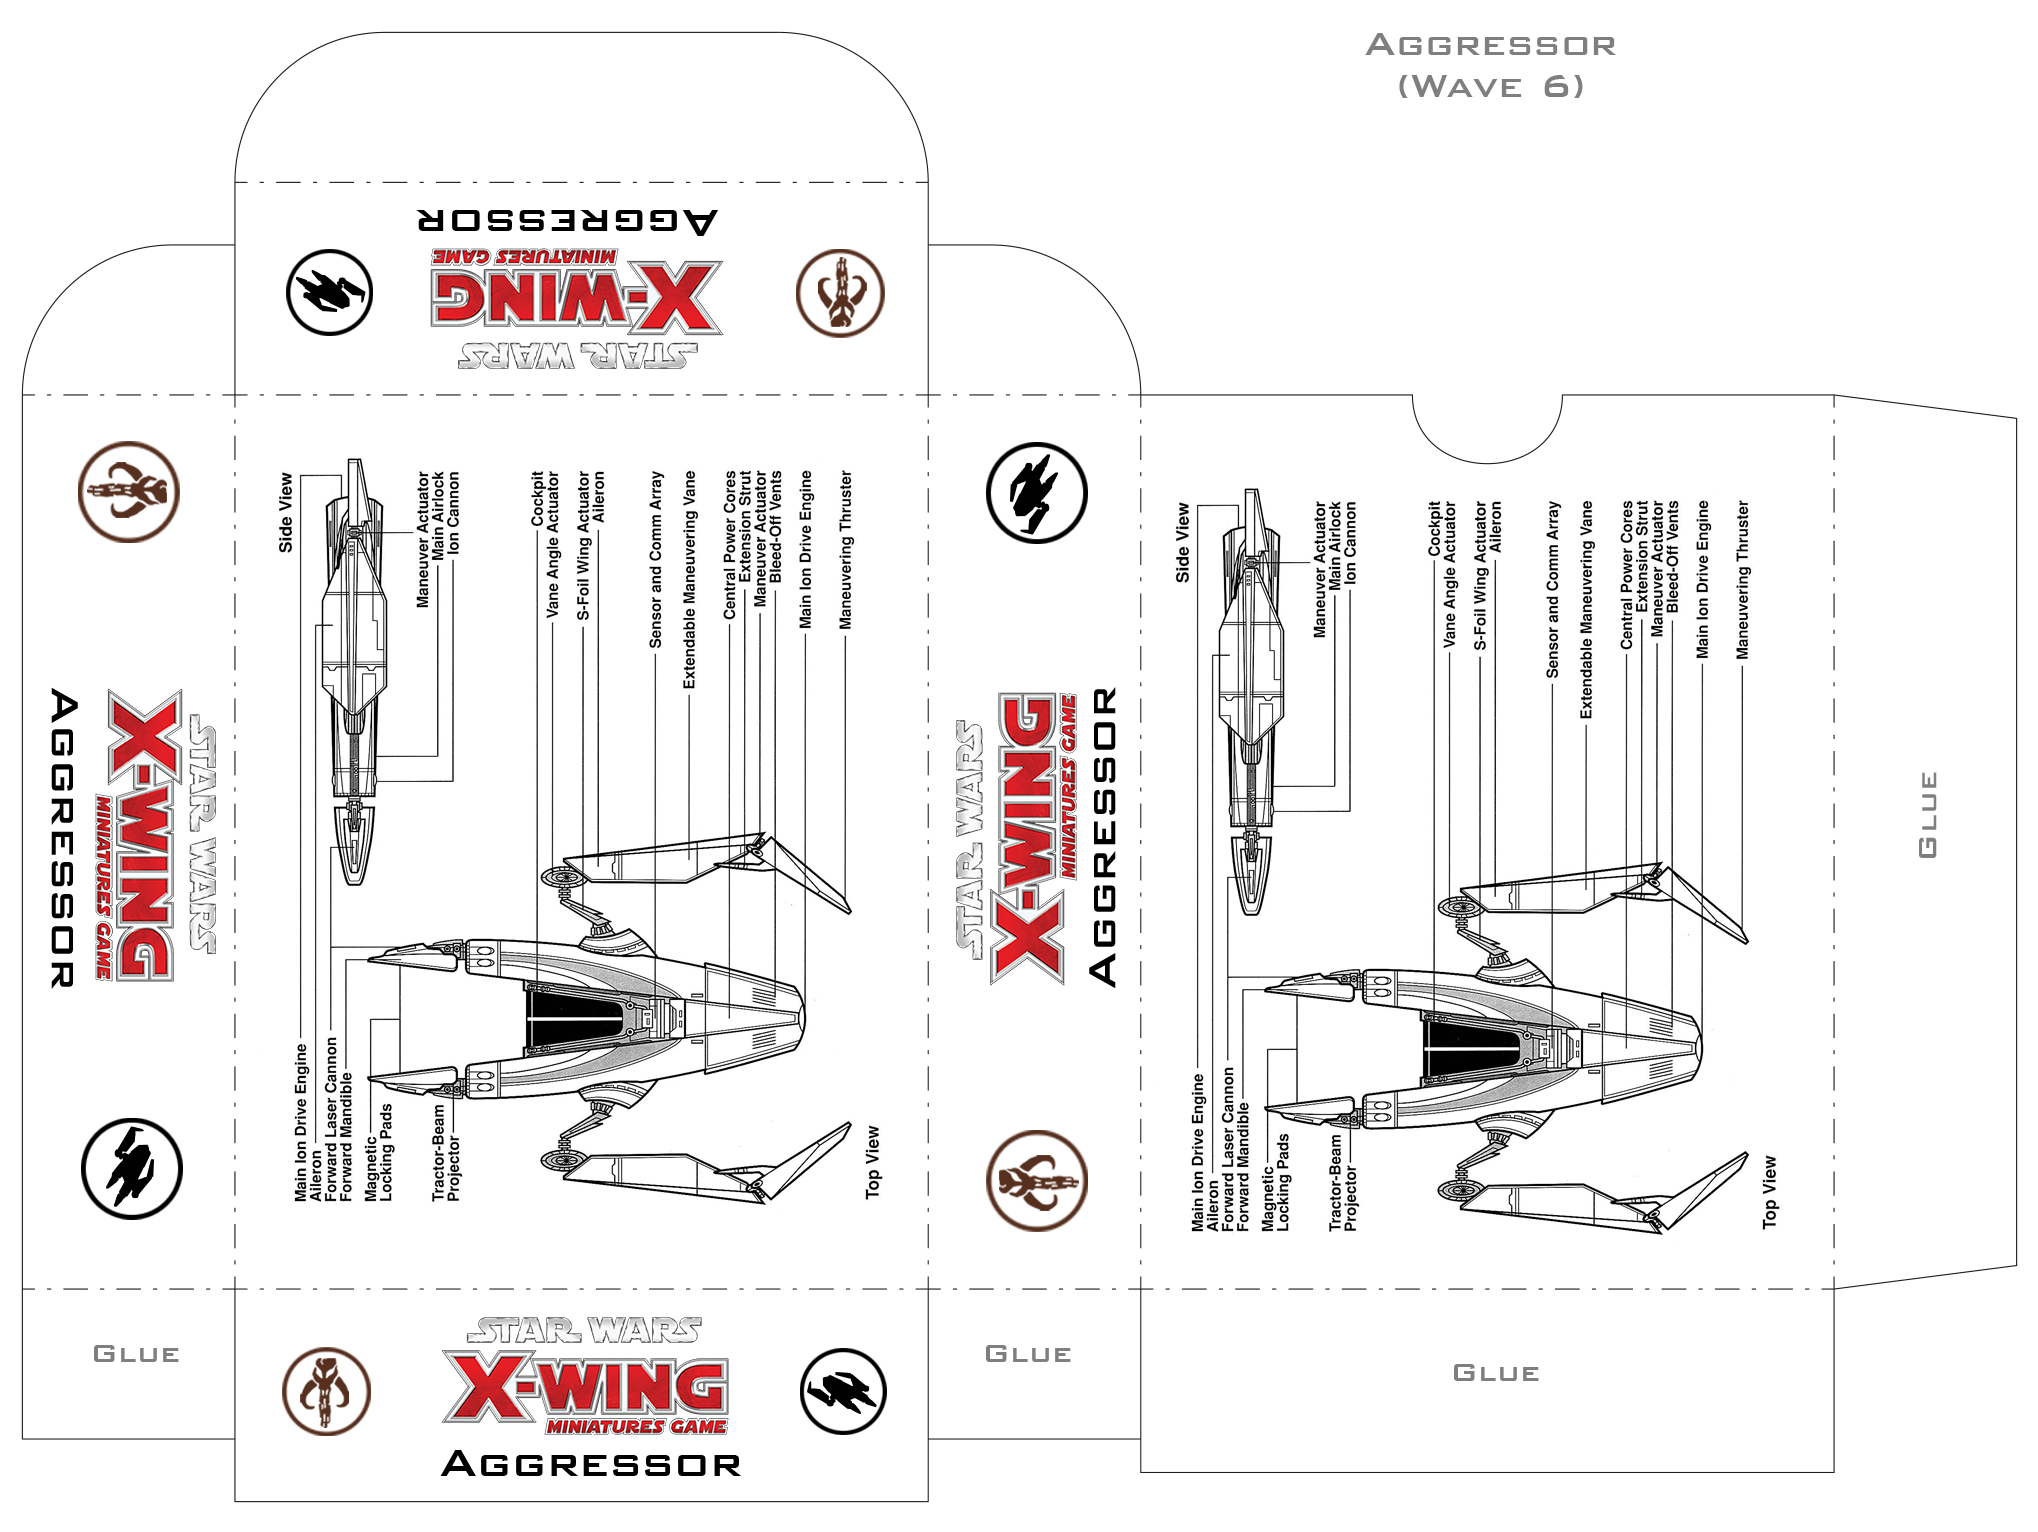 AGGRESSOR
(WAVE 6)
AGGRESSOR
MINIATURES GAME
X-WING
STAR WARS
STAR WARS
X-WING
MINIATURES GAME
AGGRESSOR
Side View
Maneuver Actuator
Main Airlock
Ion Cannon
Cockpit
Vane Angle Actuator
S-Foil Wing Actuator
Aileron
Sensor and Comm Array
Extendable Maneuvering Vane
Central Power Cores
Extension Strut
Maneuver Actuator
Bleed-Off Vents
Main Ion Drive Engine
Maneuvering Thruster
Main Ion Drive Engine
Aileron
Forward Laser Cannon
Forward Mandible
Magnetic
Locking Pads
Tractor-Beam
Projector
Top View
STAR WARS
X-WING
MINIATURES GAME
AGGRESSOR
Side View
Maneuver Actuator
Main Airlock
Ion Cannon
Cockpit
Vane Angle Actuator
S-Foil Wing Actuator
Aileron
Sensor and Comm Array
Extendable Maneuvering Vane
Central Power Cores
Extension Strut
Maneuver Actuator
Bleed-Off Vents
Main Ion Drive Engine
Maneuvering Thruster
Main Ion Drive Engine
Aileron
Forward Laser Cannon
Forward Mandible
Magnetic
Locking Pads
Tractor-Beam
Projector
Top View
GLUE
GLUE
STAR WARS
X-WING
MINIATURES GAME
AGGRESSOR
GLUE
GLUE